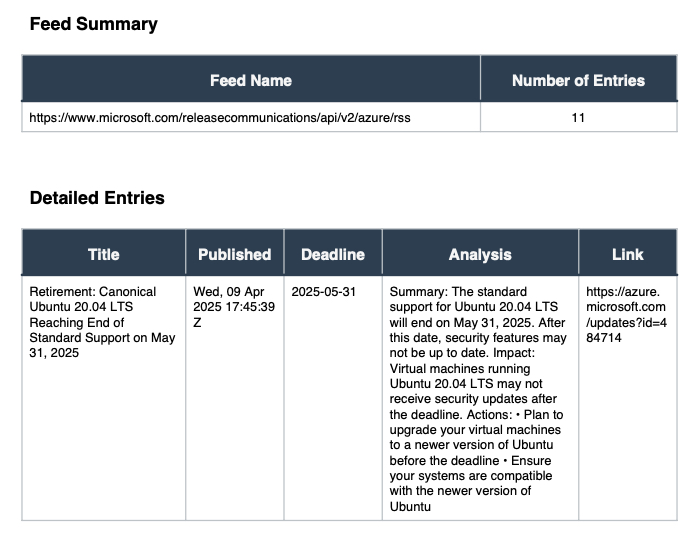 Feed Summary
Feed Name
Number of Entries
https://www.microsoft.com/releasecommunications/api/v2/azure/rss
11
Detailed Entries
Title
Published
Deadline
Analysis
Link
Retirement: Canonical
Ubuntu 20.04 LTS
Reaching End of
Standard Support on May
31, 2025
Wed, 09 Apr
2025 17:45:39
Z
2025-05-31
Summary: The standard
support for Ubuntu 20.04 LTS
will end on May 31, 2025. After
this date, security features may
not be up to date. Impact:
Virtual machines running
Ubuntu 20.04 LTS may not
receive security updates after
the deadline. Actions: • Plan to
upgrade your virtual machines
to a newer version of Ubuntu
before the deadline • Ensure
your systems are compatible
with the newer version of
Ubuntu
https://azure.
microsoft.com
/updates?id=4
84714